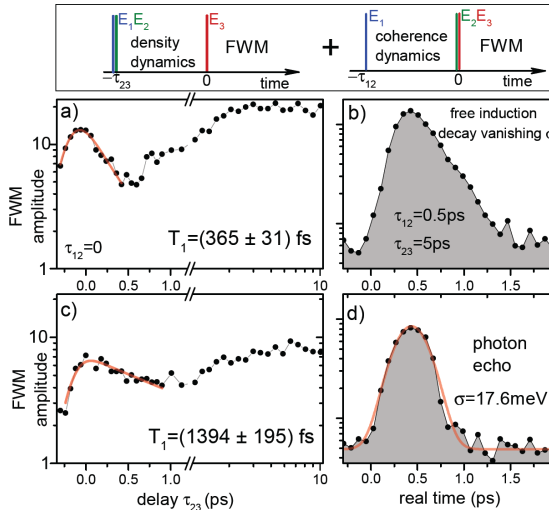 E₁E₂ E₃
density dynamics FWM
−τ₂₃ 0 time
+
E₁ E₂E₃
coherence dynamics FWM
−τ₁₂ 0 time
a)
FWM amplitude
10
1
τ₁₂=0
T₁=(365 ± 31) fs
0.0 0.5 1.0 10
b)
free induction
decay vanishing
τ₁₂=0.5ps
τ₂₃=5ps
0.0 0.5 1.0 1.5
c)
FWM amplitude
10
1
T₁=(1394 ± 195) fs
0.0 0.5 1.0 10
delay τ₂₃ (ps)
d)
photon
echo
σ=17.6meV
0.0 0.5 1.0 1.5
real time (ps)